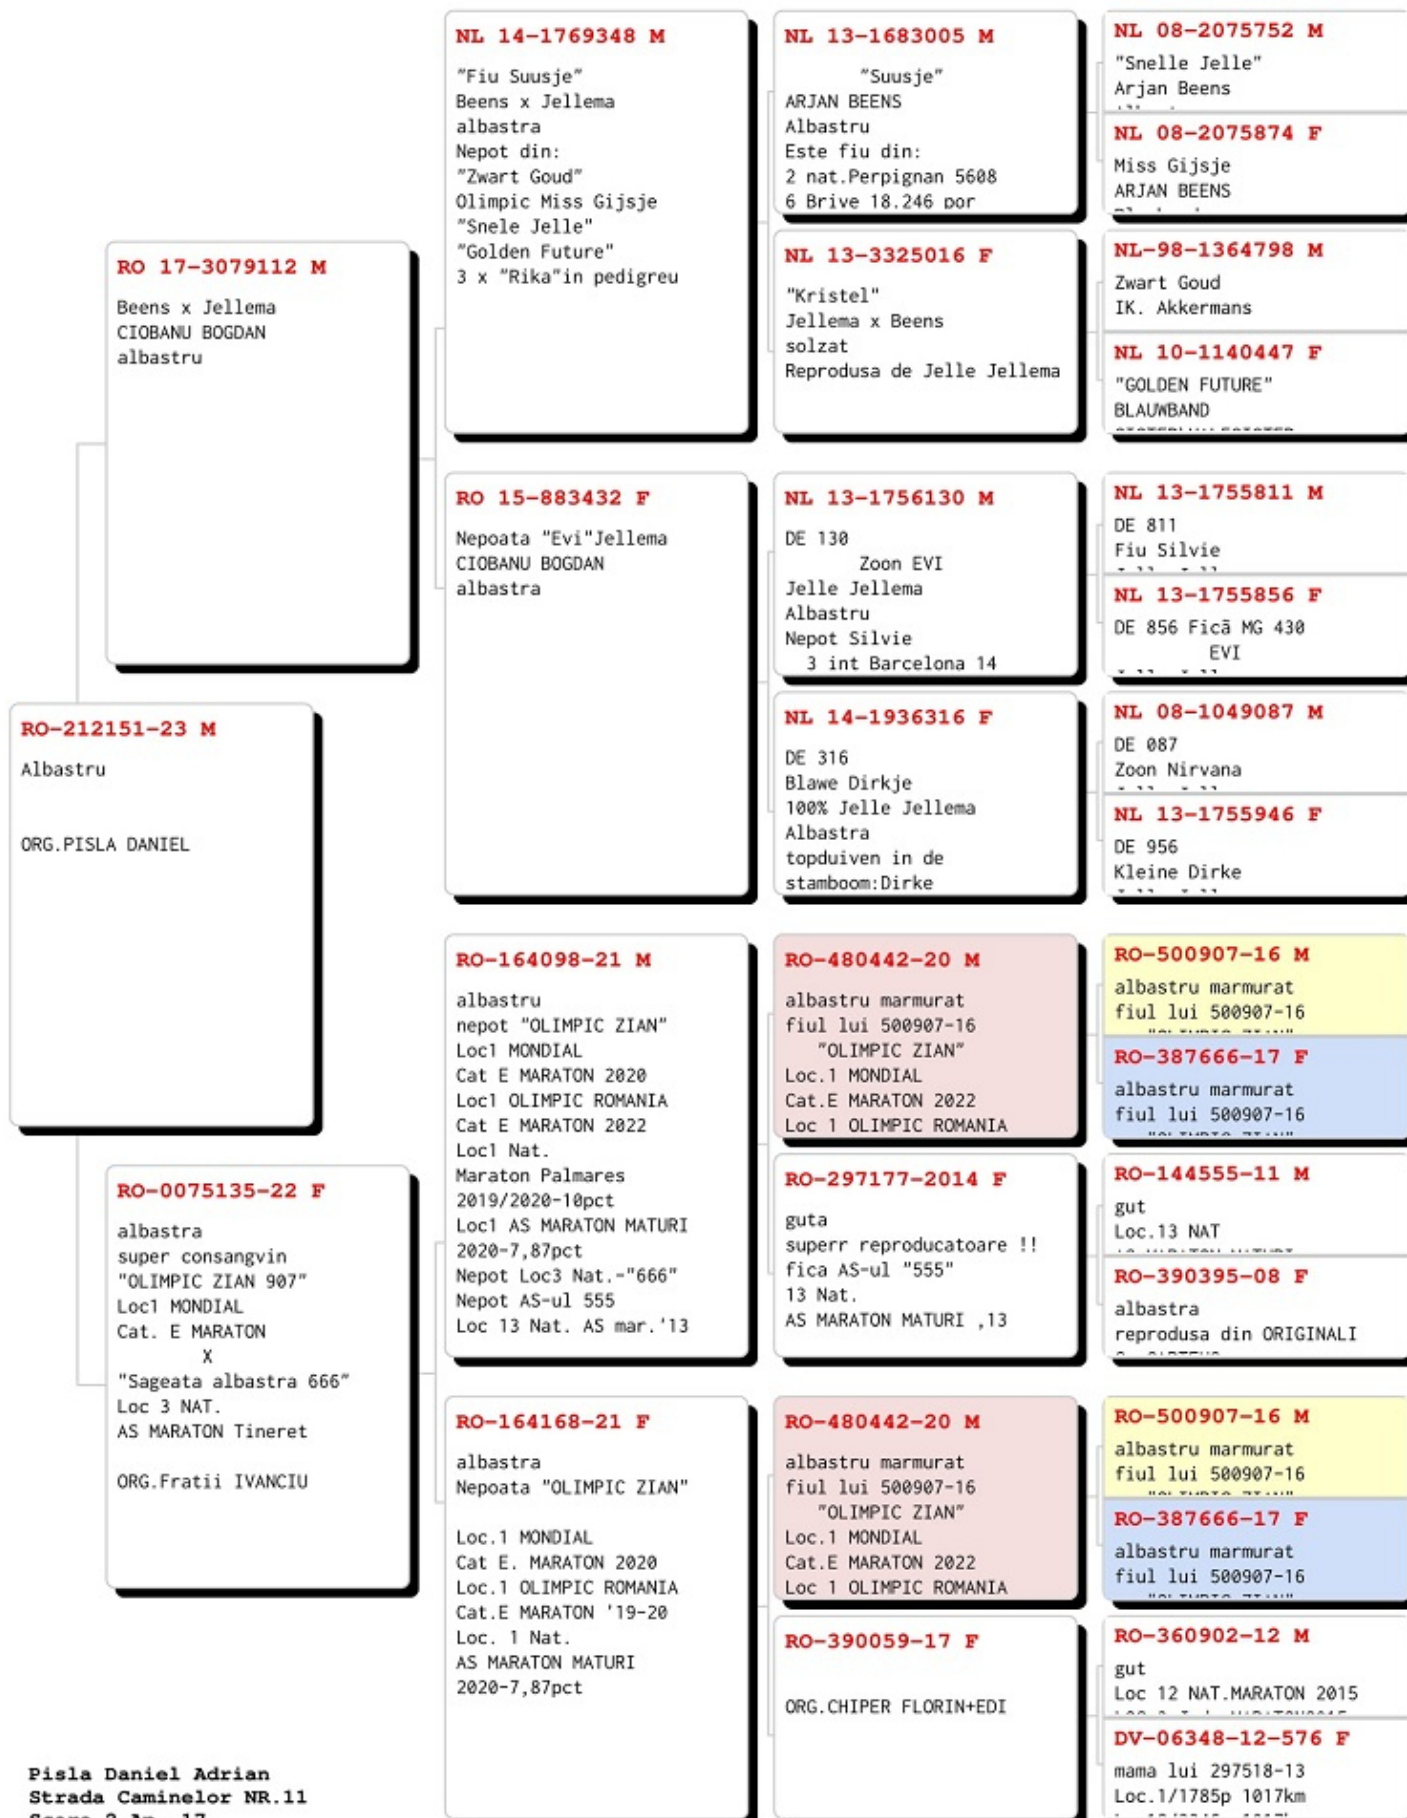 RO-212151-23 M
Albastru
ORG.PISLA DANIEL
RO 17-3079112 M
Beens x Jellema
CIOBANU BOGDAN
albastru
RO-0075135-22 F
albastra
super consangvin
"OLIMPIC ZIAN 907"
Loc1 MONDIAL
Cat. E MARATON
X
"Sageata albastra 666"
Loc 3 NAT.
AS MARATON Tineret
ORG.Fratii IVANCIU
NL 14-1769348 M
"Fiu Suusje"
Beens x Jellema
albastra
Nepot din:
"Zwart Goud"
Olimpic Miss Gijsje
"Snele Jelle"
"Golden Future"
3 x "Rika"in pedigreu
RO 15-883432 F
Nepoata "Evi"Jellema
CIOBANU BOGDAN
albastra
RO-164098-21 M
albastru
nepot "OLIMPIC ZIAN"
Loc1 MONDIAL
Cat E MARATON 2020
Loc1 OLIMPIC ROMANIA
Cat E MARATON 2022
Loc1 Nat.
Maraton Palmares
2019/2020-10pct
Loc1 AS MARATON MATURI
2020-7,87pct
Nepot Loc3 Nat.-"666"
Nepot AS-ul 555
Loc 13 Nat. AS mar.'13
RO-164168-21 F
albastra
Nepoata "OLIMPIC ZIAN"
Loc.1 MONDIAL
Cat E. MARATON 2020
Loc.1 OLIMPIC ROMANIA
Cat.E MARATON '19-20
Loc. 1 Nat.
AS MARATON MATURI
2020-7,87pct
NL 13-1683005 M
"Suusje"
ARJAN BEENS
Albastru
Este fiu din:
2 nat.Perpignan 5608
6 Brive 18.246 por
NL 13-3325016 F
"Kristel"
Jellema x Beens
solzat
Reprodusa de Jelle Jellema
NL 13-1756130 M
DE 130
Zoon EVI
Jelle Jellema
Albastru
Nepot Silvie
3 int Barcelona 14
NL 14-1936316 F
DE 316
Blawe Dirkje
100% Jelle Jellema
Albastra
topduiven in de
stamboom:Dirke
RO-480442-20 M
albastru marmurat
fiul lui 500907-16
"OLIMPIC ZIAN"
Loc.1 MONDIAL
Cat.E MARATON 2022
Loc 1 OLIMPIC ROMANIA
RO-297177-2014 F
guta
superr reproducatoare !!
fica AS-ul "555"
13 Nat.
AS MARATON MATURI ,13
RO-480442-20 M
albastru marmurat
fiul lui 500907-16
"OLIMPIC ZIAN"
Loc.1 MONDIAL
Cat.E MARATON 2022
Loc 1 OLIMPIC ROMANIA
RO-390059-17 F
ORG.CHIPER FLORIN+EDI
NL 08-2075752 M
"Snelle Jelle"
Arjan Beens
NL 08-2075874 F
Miss Gijsje
ARJAN BEENS
NL-98-1364798 M
Zwart Goud
IK. Akkermans
NL 10-1140447 F
"GOLDEN FUTURE"
BLAUWBAND
NL 13-1755811 M
DE 811
Fiu Silvie
NL 13-1755856 F
DE 856 Fică MG 430
EVI
NL 08-1049087 M
DE 087
Zoon Nirvana
NL 13-1755946 F
DE 956
Kleine Dirke
RO-500907-16 M
albastru marmurat
fiul lui 500907-16
RO-387666-17 F
albastru marmurat
fiul lui 500907-16
RO-144555-11 M
gut
Loc.13 NAT
RO-390395-08 F
albastra
reprodusa din ORIGINALI
RO-500907-16 M
albastru marmurat
fiul lui 500907-16
RO-387666-17 F
albastru marmurat
fiul lui 500907-16
RO-360902-12 M
gut
Loc 12 NAT.MARATON 2015
DV-06348-12-576 F
mama lui 297518-13
Loc.1/1785p 1017km
Pisla Daniel Adrian
Strada Caminelor NR.11